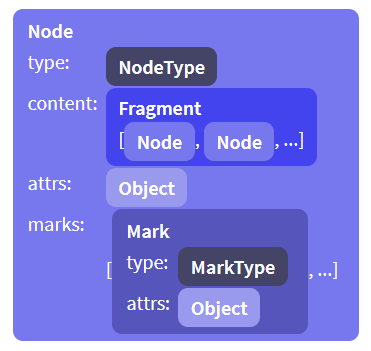 Node
type: NodeType
content: Fragment
[Node, Node, ...]
attrs: Object
marks: Mark
type: MarkType
[ , ...]
attrs: Object